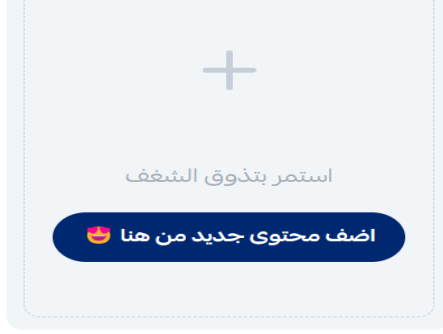 استمر بتذوق الشغف
اضف محتوى جديد من هنا 😍